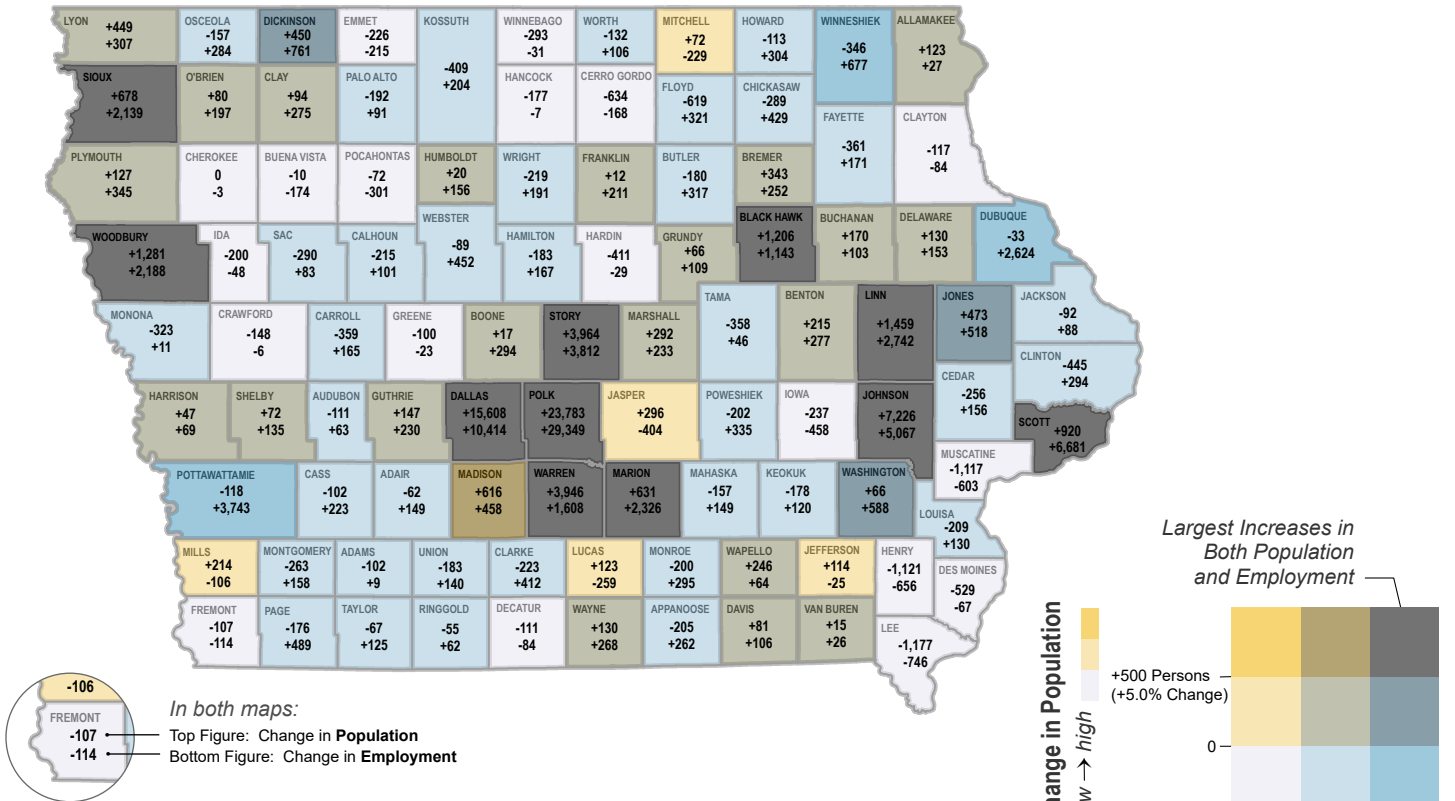 LYON
+449
+307
OSCEOLA
-157
+284
DICKINSON
+450
+761
EMMET
-226
-215
KOSSUTH
-409
+204
WINNEBAGO
-293
-31
WORTH
-132
+106
MITCHELL
+72
-229
HOWARD
-113
+304
WINNESHIEK
-346
+677
ALLAMAKEE
+123
+27
SIOUX
+678
+2,139
O'BRIEN
+80
+197
CLAY
+94
+275
PALO ALTO
-192
+91
HANCOCK
-177
-7
CERRO GORDO
-634
-168
FLOYD
-619
+321
CHICKASAW
-289
+429
FAYETTE
-361
+171
CLAYTON
-117
-84
PLYMOUTH
+127
+345
CHEROKEE
0
-3
BUENA VISTA
-10
-174
POCAHONTAS
-72
-301
HUMBOLDT
+20
+156
WRIGHT
-219
+191
FRANKLIN
+12
+211
BUTLER
-180
+317
BREMER
+343
+252
WOODBURY
+1,281
+2,188
IDA
-200
-48
SAC
-290
+83
CALHOUN
-215
+101
WEBSTER
-89
+452
HAMILTON
-183
+167
HARDIN
-411
-29
GRUNDY
+66
+109
BLACK HAWK
+1,206
+1,143
BUCHANAN
+170
+103
DELAWARE
+130
+153
DUBUQUE
-33
+2,624
MONONA
-323
+11
CRAWFORD
-148
-6
CARROLL
-359
+165
GREENE
-100
-23
BOONE
+17
+294
STORY
+3,964
+3,812
MARSHALL
+292
+233
TAMA
-358
+46
BENTON
+215
+277
LINN
+1,459
+2,742
JONES
+473
+518
JACKSON
-92
+88
CLINTON
-445
+294
CEDAR
-256
+156
HARRISON
+47
+69
SHELBY
+72
+135
AUDUBON
-111
+63
GUTHRIE
+147
+230
DALLAS
+15,608
+10,414
POLK
+23,783
+29,349
JASPER
+296
-404
POWESHIEK
-202
+335
IOWA
-237
-458
JOHNSON
+7,226
+5,067
SCOTT
+920
+6,681
MUSCATINE
-1,117
-603
POTTAWATTAMIE
-118
+3,743
CASS
-102
+223
ADAIR
-62
+149
MADISON
+616
+458
WARREN
+3,946
+1,608
MARION
+631
+2,326
MAHASKA
-157
+149
KEOKUK
-178
+120
WASHINGTON
+66
+588
LOUISA
-209
+130
MILLS
+214
-106
MONTGOMERY
-263
+158
ADAMS
-102
+9
UNION
-183
+140
CLARKE
-223
+412
LUCAS
+123
-259
MONROE
-200
+295
WAPELLO
+246
+64
JEFFERSON
+114
-25
HENRY
-1,121
-656
DES MOINES
-529
-67
FREMONT
-107
-114
PAGE
-176
+489
TAYLOR
-67
+125
RINGGOLD
-55
+62
DECATUR
-111
-84
WAYNE
+130
+268
APPANOOSE
-205
+262
DAVIS
+81
+106
VAN BUREN
+15
+26
LEE
-1,177
-746
-106
FREMONT
-107
-114
In both maps:
Top Figure: Change in Population
Bottom Figure: Change in Employment
Largest Increases in
Both Population
and Employment
+500 Persons
(+5.0% Change)
0
hange in Population
w → high